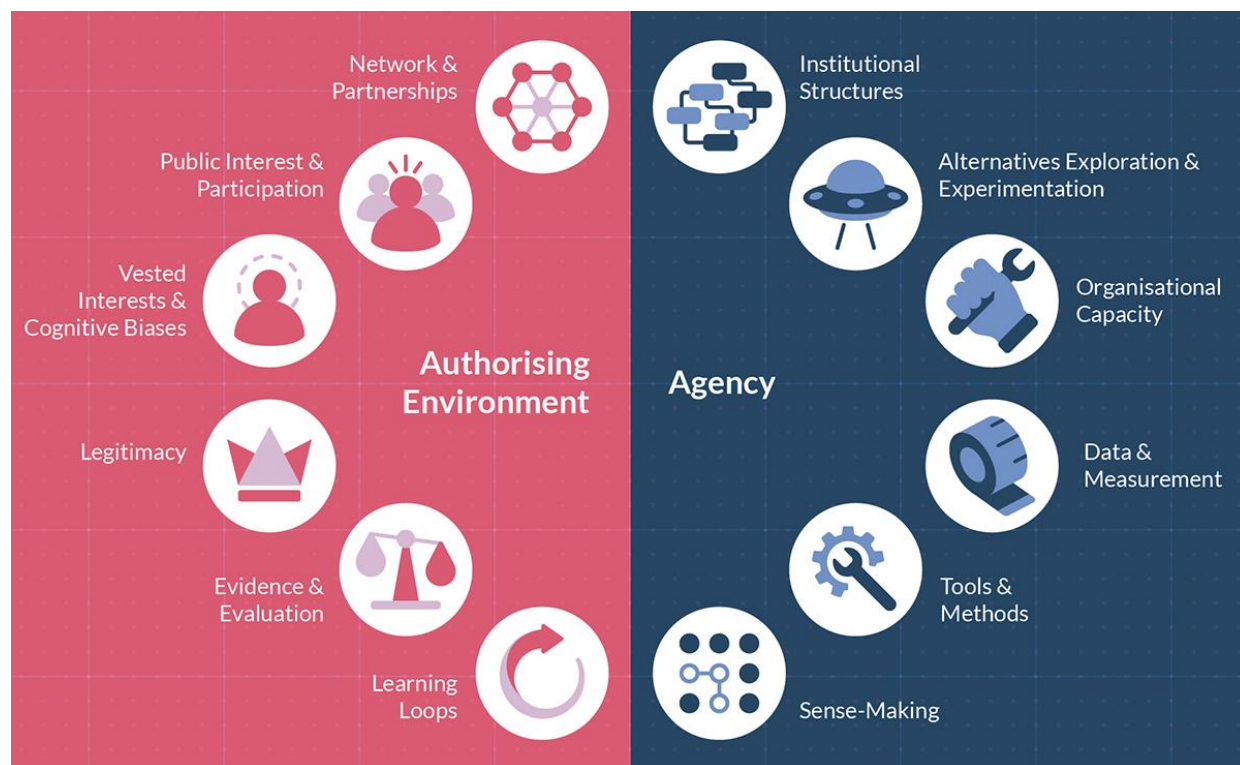 Network &
Partnerships
Public Interest &
Participation
Vested
Interests &
Cognitive Biases
Authorising
Environment
Legitimacy
Evidence &
Evaluation
Learning
Loops
Institutional
Structures
Alternatives Exploration &
Experimentation
Organisational
Capacity
Agency
Data &
Measurement
Tools &
Methods
Sense-Making